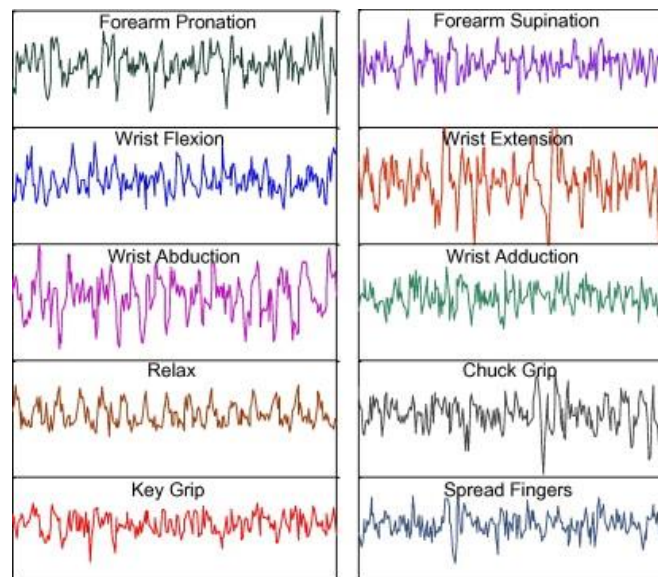 Forearm Pronation
Forearm Supination
Wrist Flexion
Wrist Extension
Wrist Abduction
Wrist Adduction
Relax
Chuck Grip
Key Grip
Spread Fingers